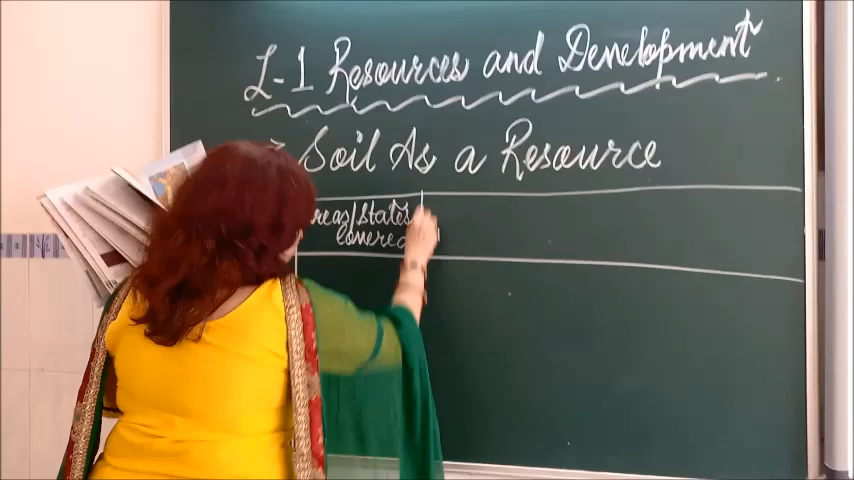 L-1 Resources and Development
Soil As a Resource
reas/States
Covered